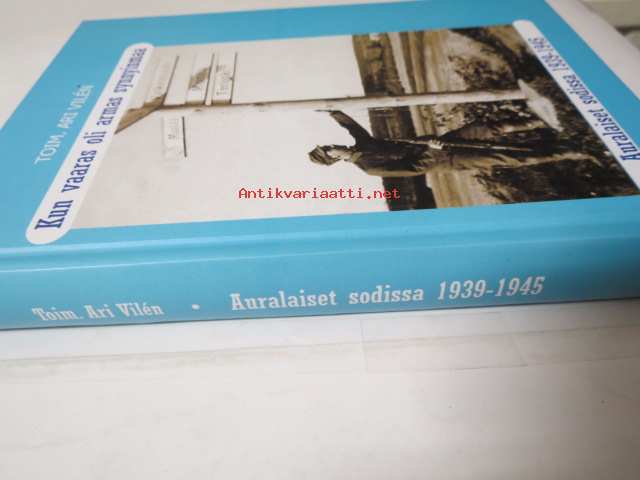 TOIM. ARI VILÉN
Kun vaaras oli armas synnyinmaa
Auralaiset sodissa 1939-1945
Antikvariaatti.net
Toim. Ari Vilén • Auralaiset sodissa 1939-1945